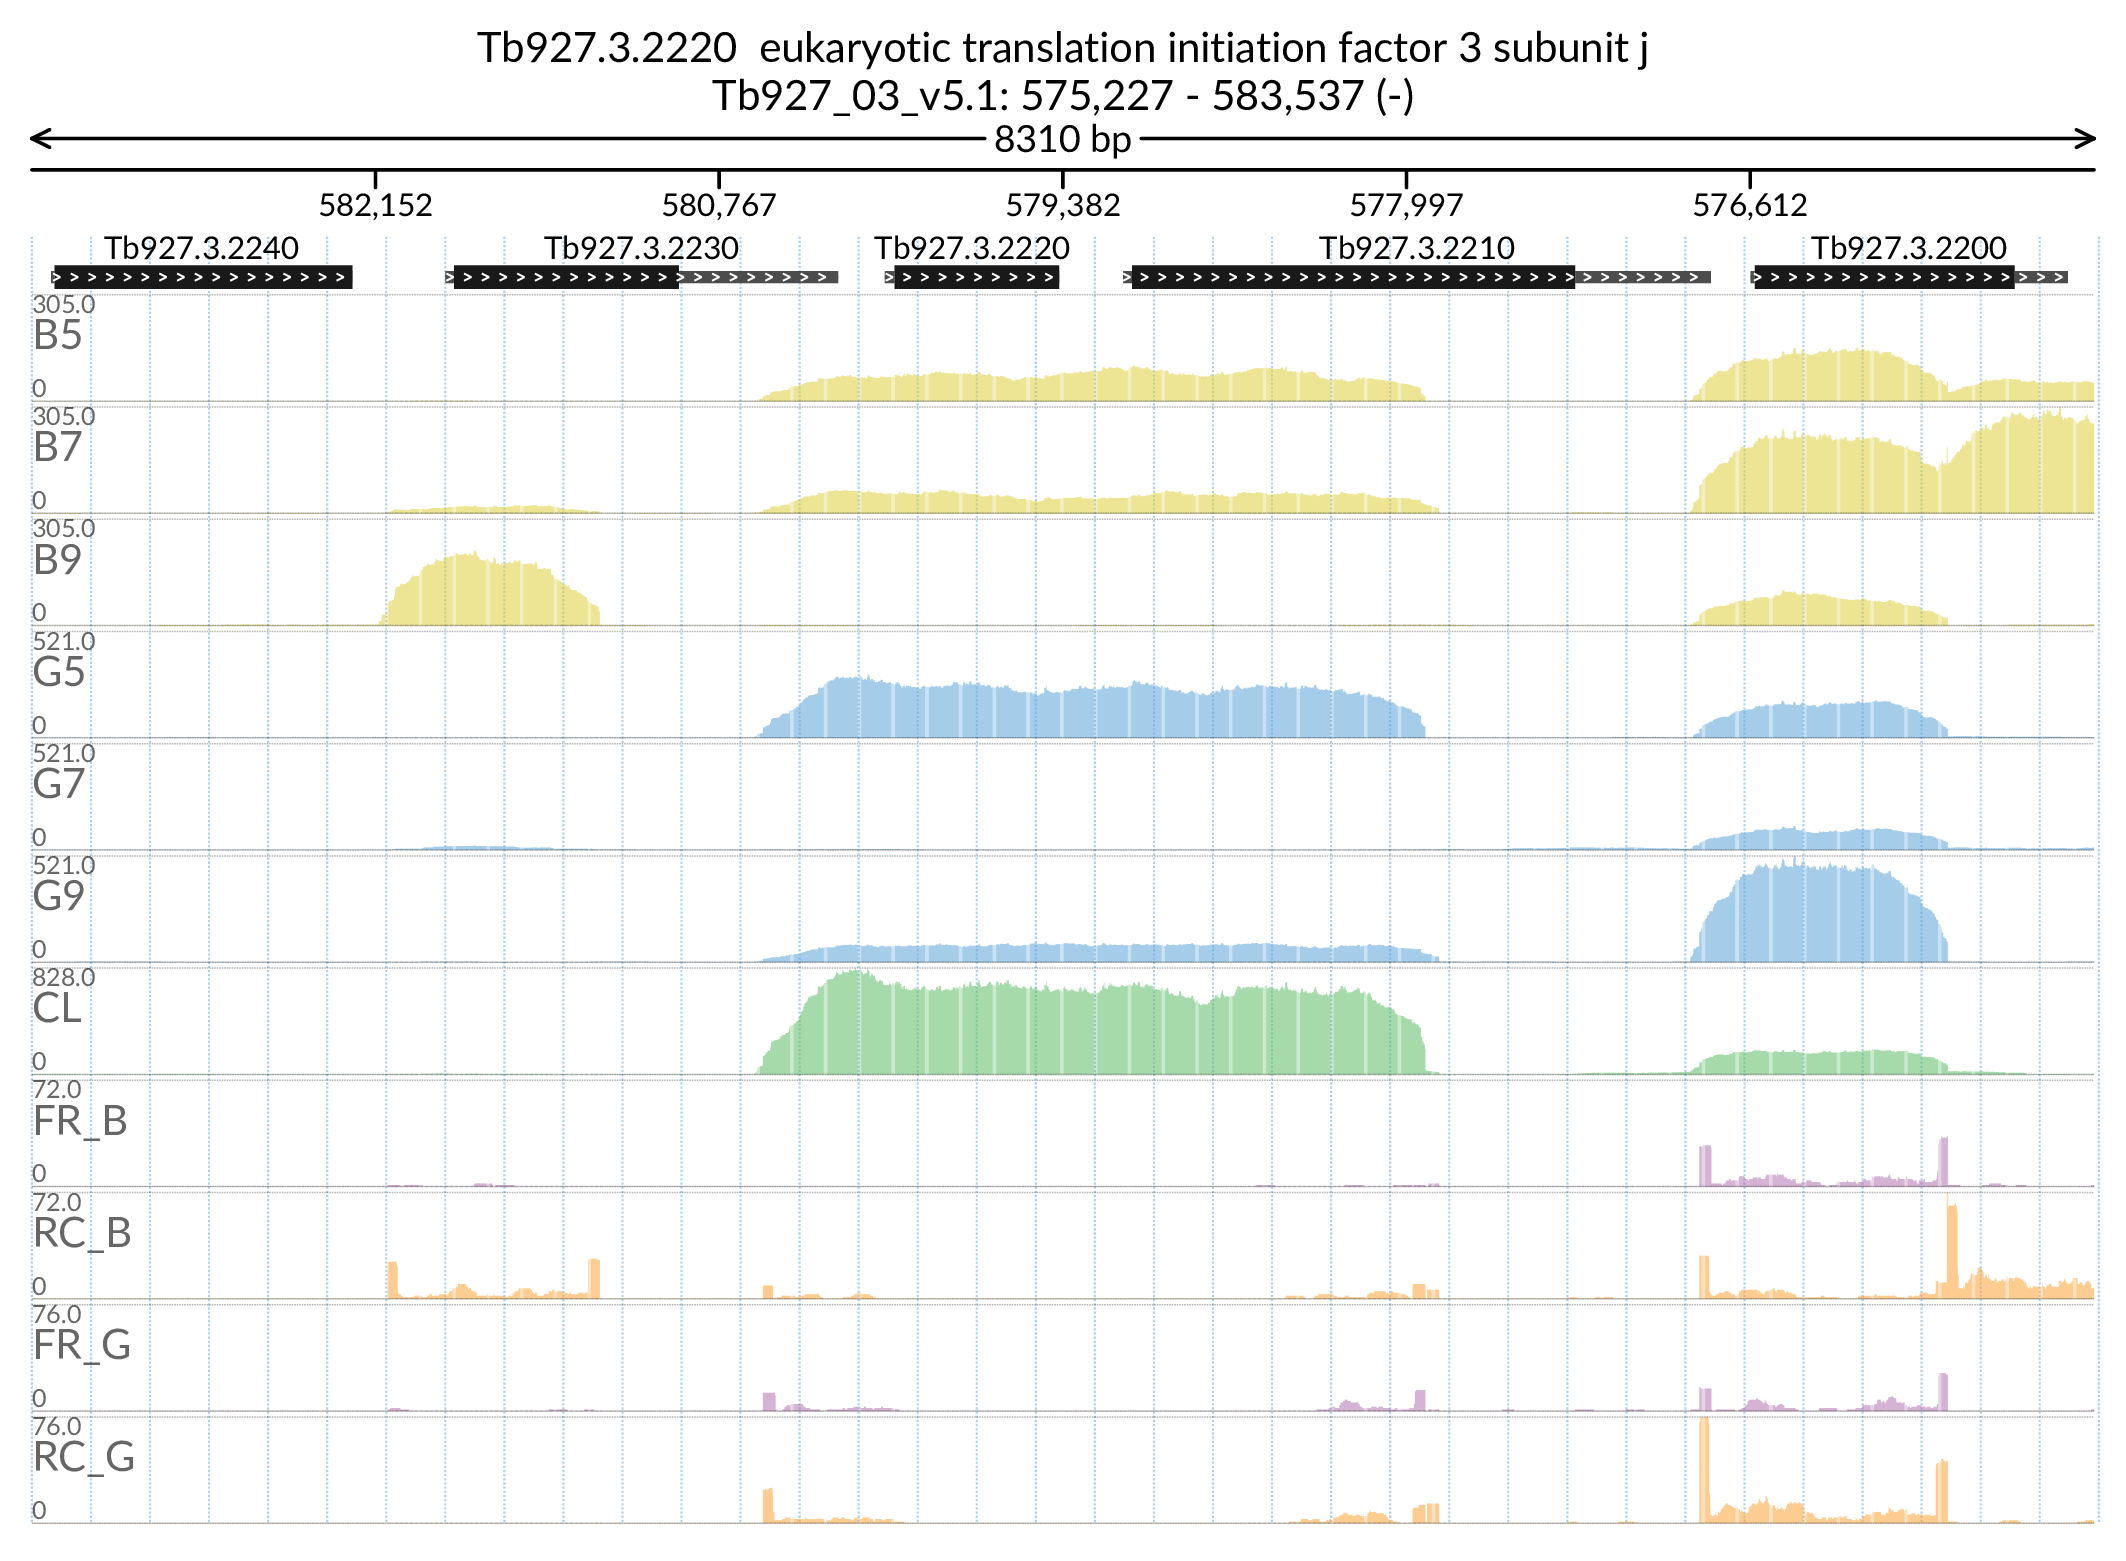 Tb927.3.2220 eukaryotic translation initiation factor 3 subunit j
Tb927_03_v5.1: 575,227 - 583,537 (-)
8310 bp
582,152 580,767 579,382 577,997 576,612
Tb927.3.2240 Tb927.3.2230 Tb927.3.2220 Tb927.3.2210 Tb927.3.2200
305.0
B5
0
305.0
B7
0
305.0
B9
0
521.0
G5
0
521.0
G7
0
521.0
G9
0
828.0
CL
0
72.0
FR_B
0
72.0
RC_B
0
76.0
FR_G
0
76.0
RC_G
0